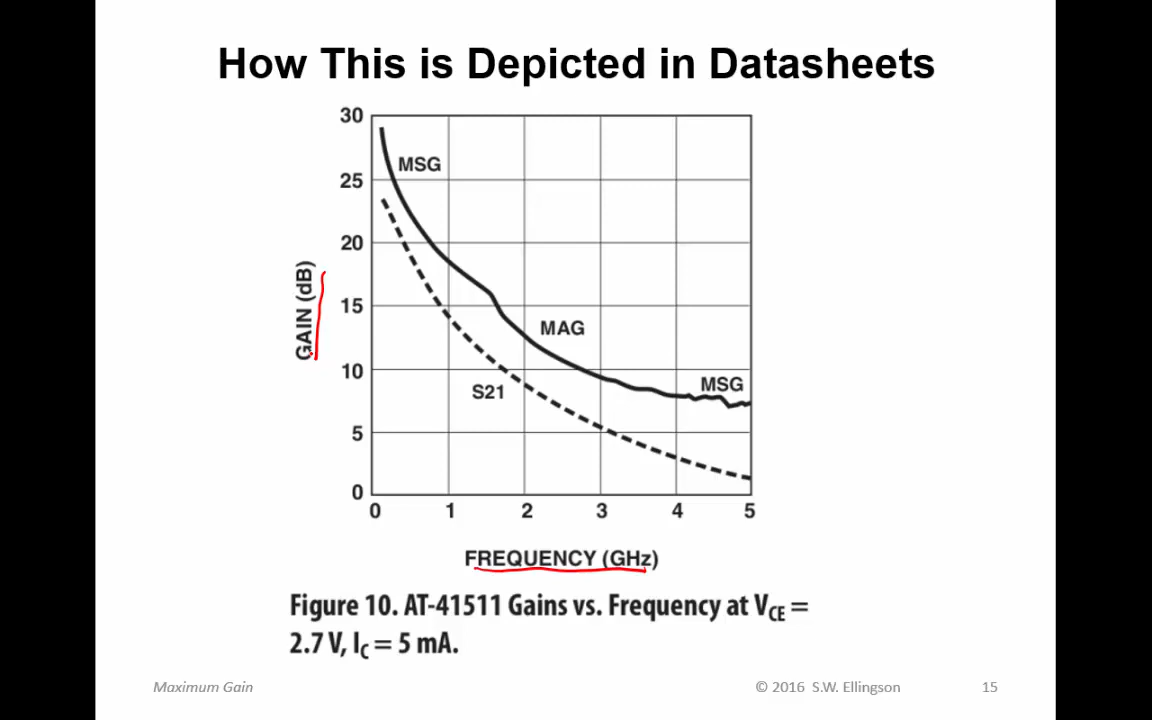 How This is Depicted in Datasheets
30
MSG
25
20
GAIN (dB)
15
MAG
10
MSG
S21
5
0
0 1 2 3 4 5
FREQUENCY (GHz)
Figure 10. AT-41511 Gains vs. Frequency at VCE =
2.7 V, IC = 5 mA.
Maximum Gain © 2016 S.W. Ellingson 15